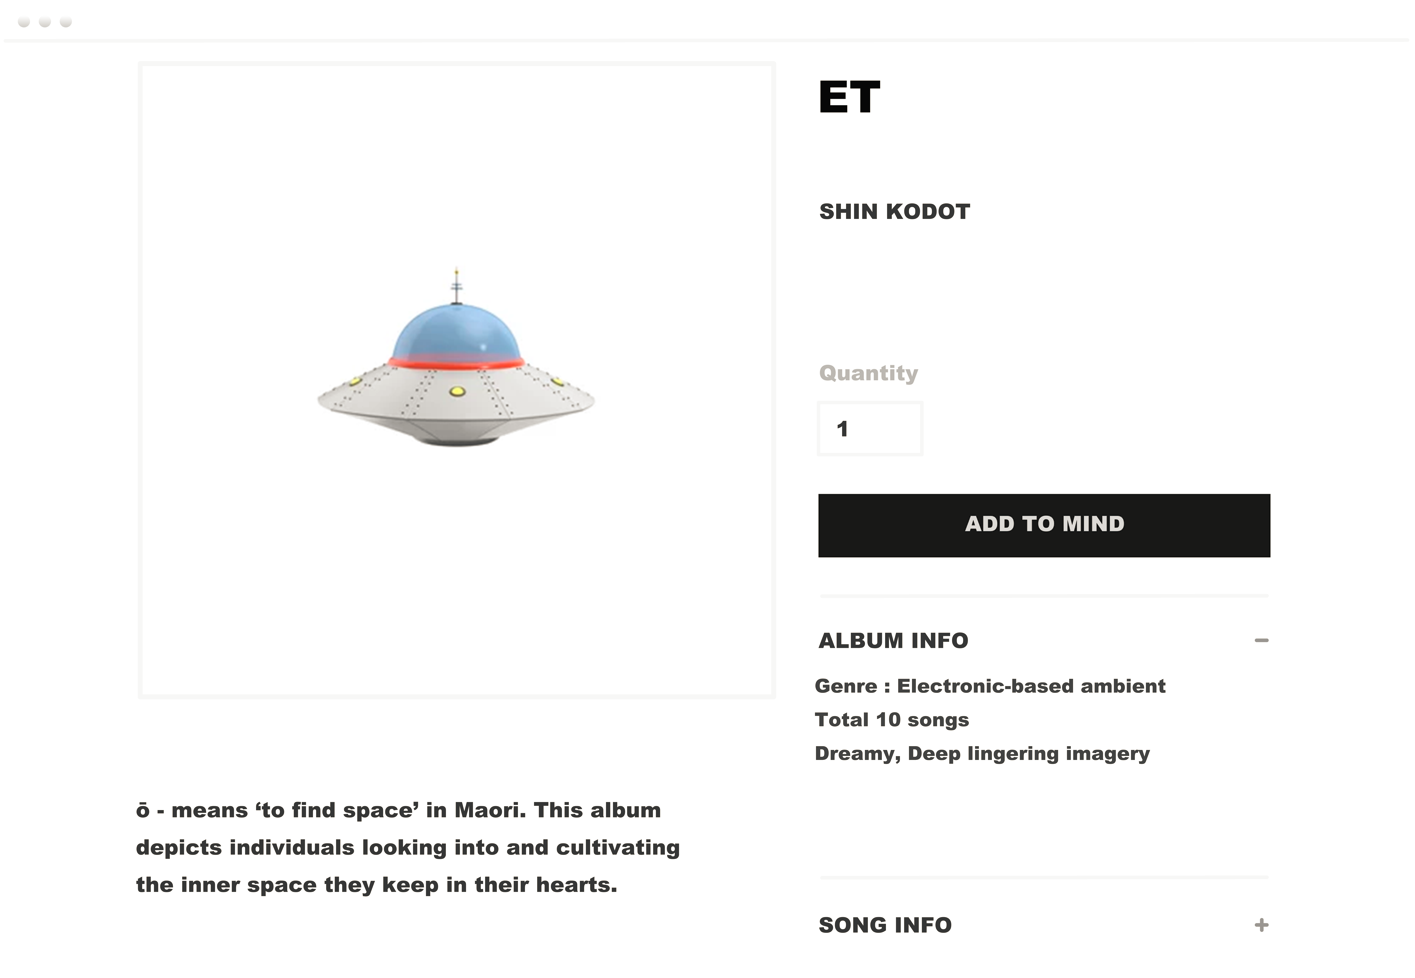 ET
SHIN KODOT
Quantity
1
ADD TO MIND
ALBUM INFO
Genre : Electronic-based ambient
Total 10 songs
Dreamy, Deep lingering imagery
ō - means ‘to find space’ in Maori. This album
depicts individuals looking into and cultivating
the inner space they keep in their hearts.
SONG INFO